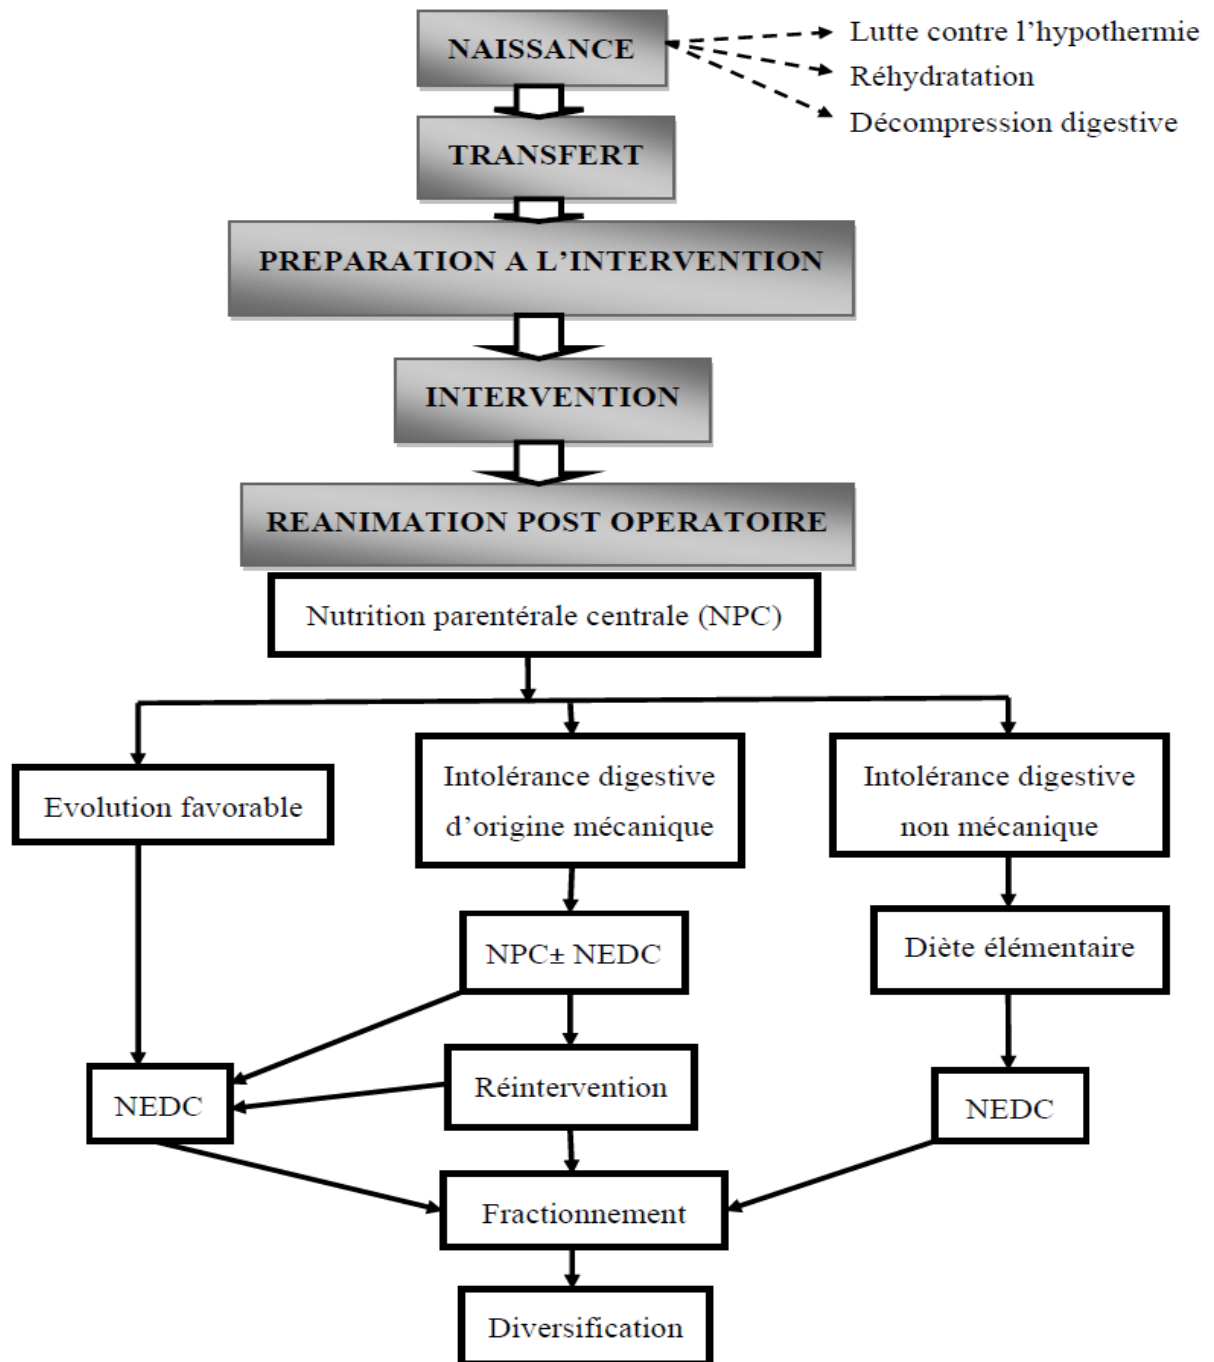 NAISSANCE
Lutte contre l’hypothermie
Réhydratation
Décompression digestive
TRANSFERT
PREPARATION A L’INTERVENTION
INTERVENTION
REANIMATION POST OPERATOIRE
Nutrition parentérale centrale (NPC)
Evolution favorable
Intolérance digestive
d’origine mécanique
Intolérance digestive
non mécanique
NPC± NEDC
Diète élémentaire
NEDC
Réintervention
NEDC
Fractionnement
Diversification